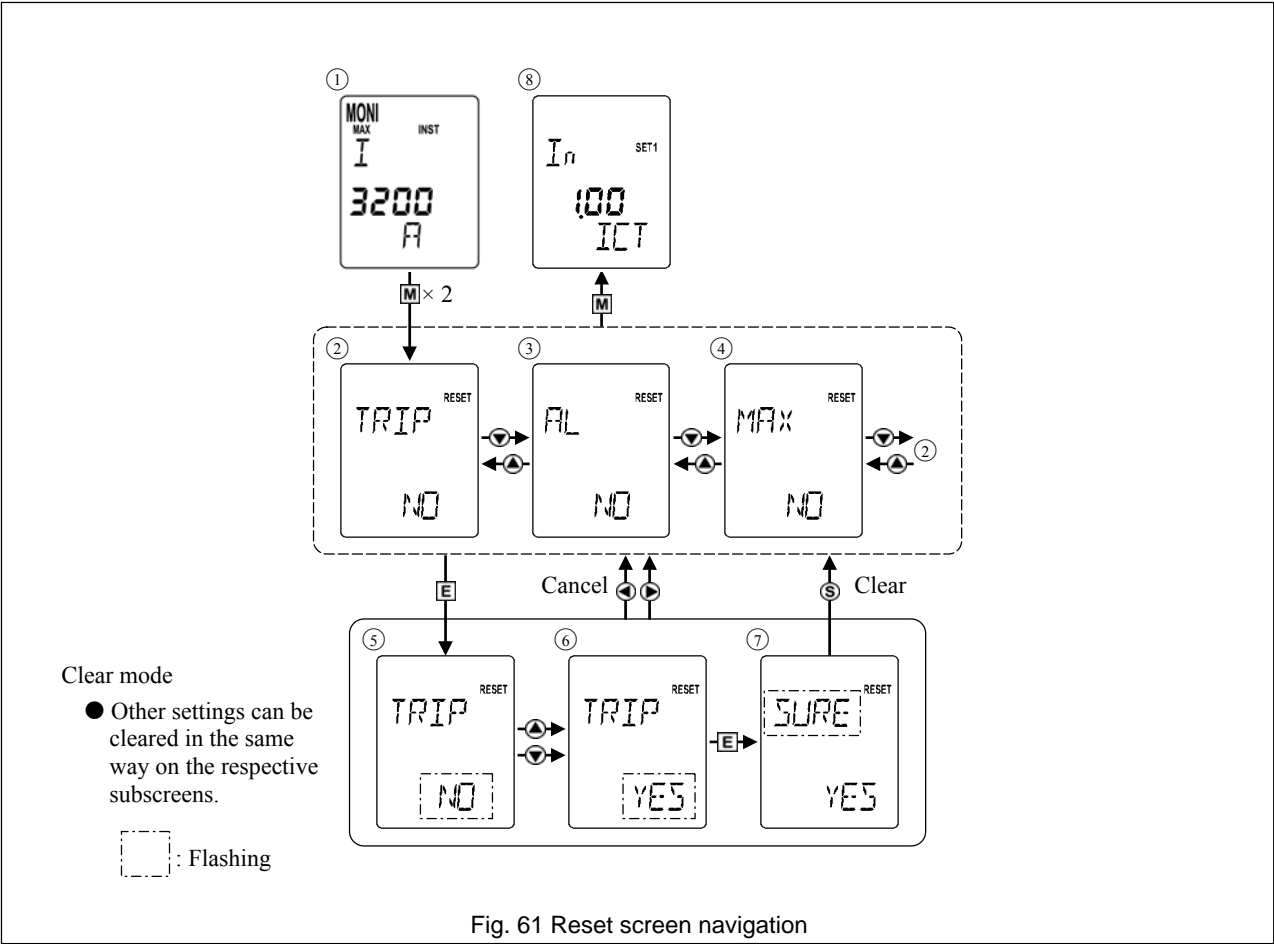 ① ⑧
MONI
MAX INST
I
3200
A
In SET1
1.00
ICT
M × 2
M
② ③ ④
RESET
TRIP
NO
RESET
AL
NO
RESET
MAX
NO
②
E
Cancel
S Clear
⑤ ⑥ ⑦
RESET
TRIP
NO
RESET
TRIP
YES
E
RESET
SURE
YES
Clear mode
● Other settings can be
cleared in the same
way on the respective
subscreens.
: Flashing
Fig. 61 Reset screen navigation